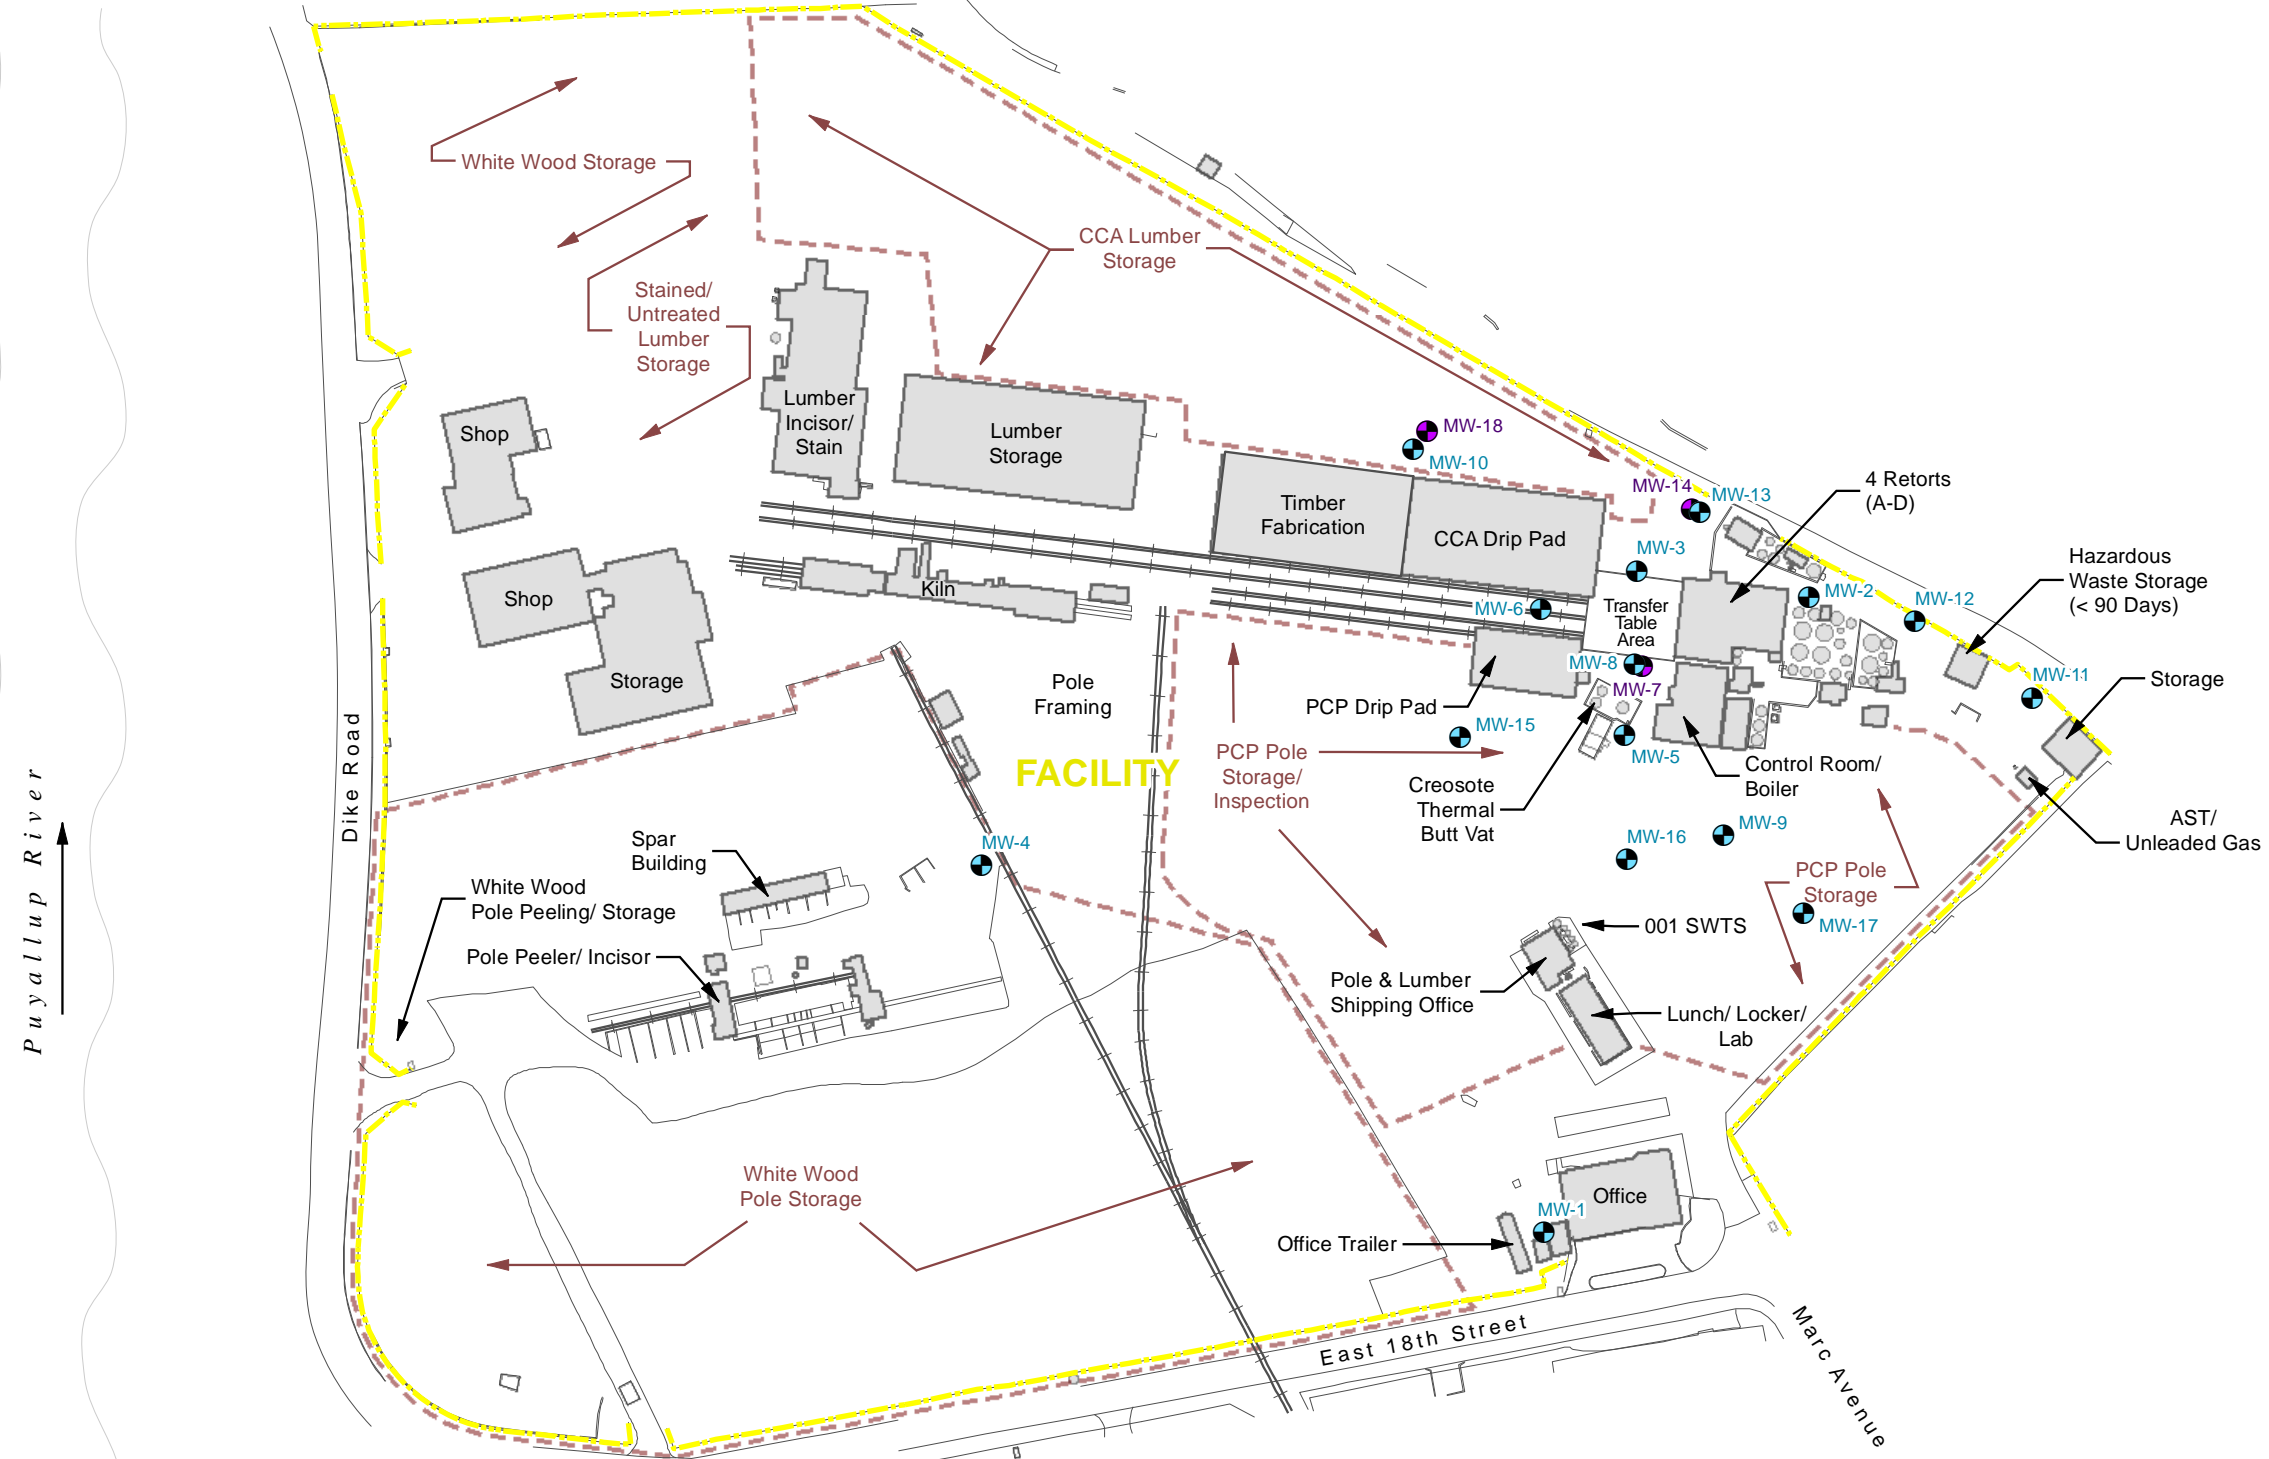 White Wood Storage
CCA Lumber
Storage
Stained/
Untreated
Lumber
Storage
Lumber
Incisor/
Stain
Shop
Lumber
Storage
MW-18
MW-10
Timber
Fabrication
CCA Drip Pad
MW-14
MW-13
4 Retorts
(A-D)
MW-3
Hazardous
Waste Storage
(< 90 Days)
Shop
Kiln
MW-6
Transfer
Table
Area
MW-2
MW-12
Storage
Pole
Framing
MW-8
MW-7
MW-11
Storage
PCP Drip Pad
MW-15
MW-5
FACILITY
PCP Pole
Storage/
Inspection
Creosote
Thermal
Butt Vat
Control Room/
Boiler
AST/
Unleaded Gas
Puyallup River
Dike Road
Spar
Building
MW-4
MW-16
MW-9
PCP Pole
Storage
White Wood
Pole Peeling/ Storage
001 SWTS
MW-17
Pole Peeler/ Incisor
Pole & Lumber
Shipping Office
Lunch/ Locker/
Lab
White Wood
Pole Storage
Office
MW-1
Office Trailer
East 18th Street
Marc Avenue